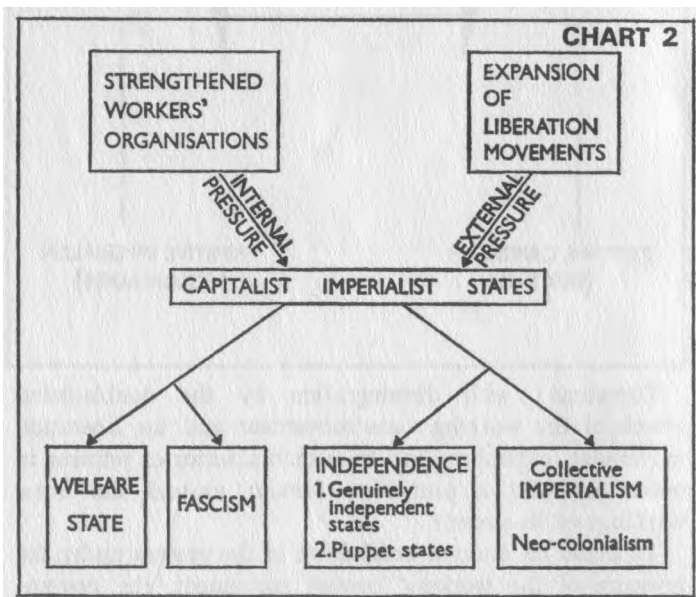 CHART 2
STRENGTHENED
WORKERS'
ORGANISATIONS
EXPANSION
OF
LIBERATION
MOVEMENTS
INTERNAL
PRESSURE
EXTERNAL
PRESSURE
CAPITALIST IMPERIALIST STATES
WELFARE
STATE
FASCISM
INDEPENDENCE
1. Genuinely
Independent
states
2.Puppet states
Collective
IMPERIALISM
Neo-colonialism